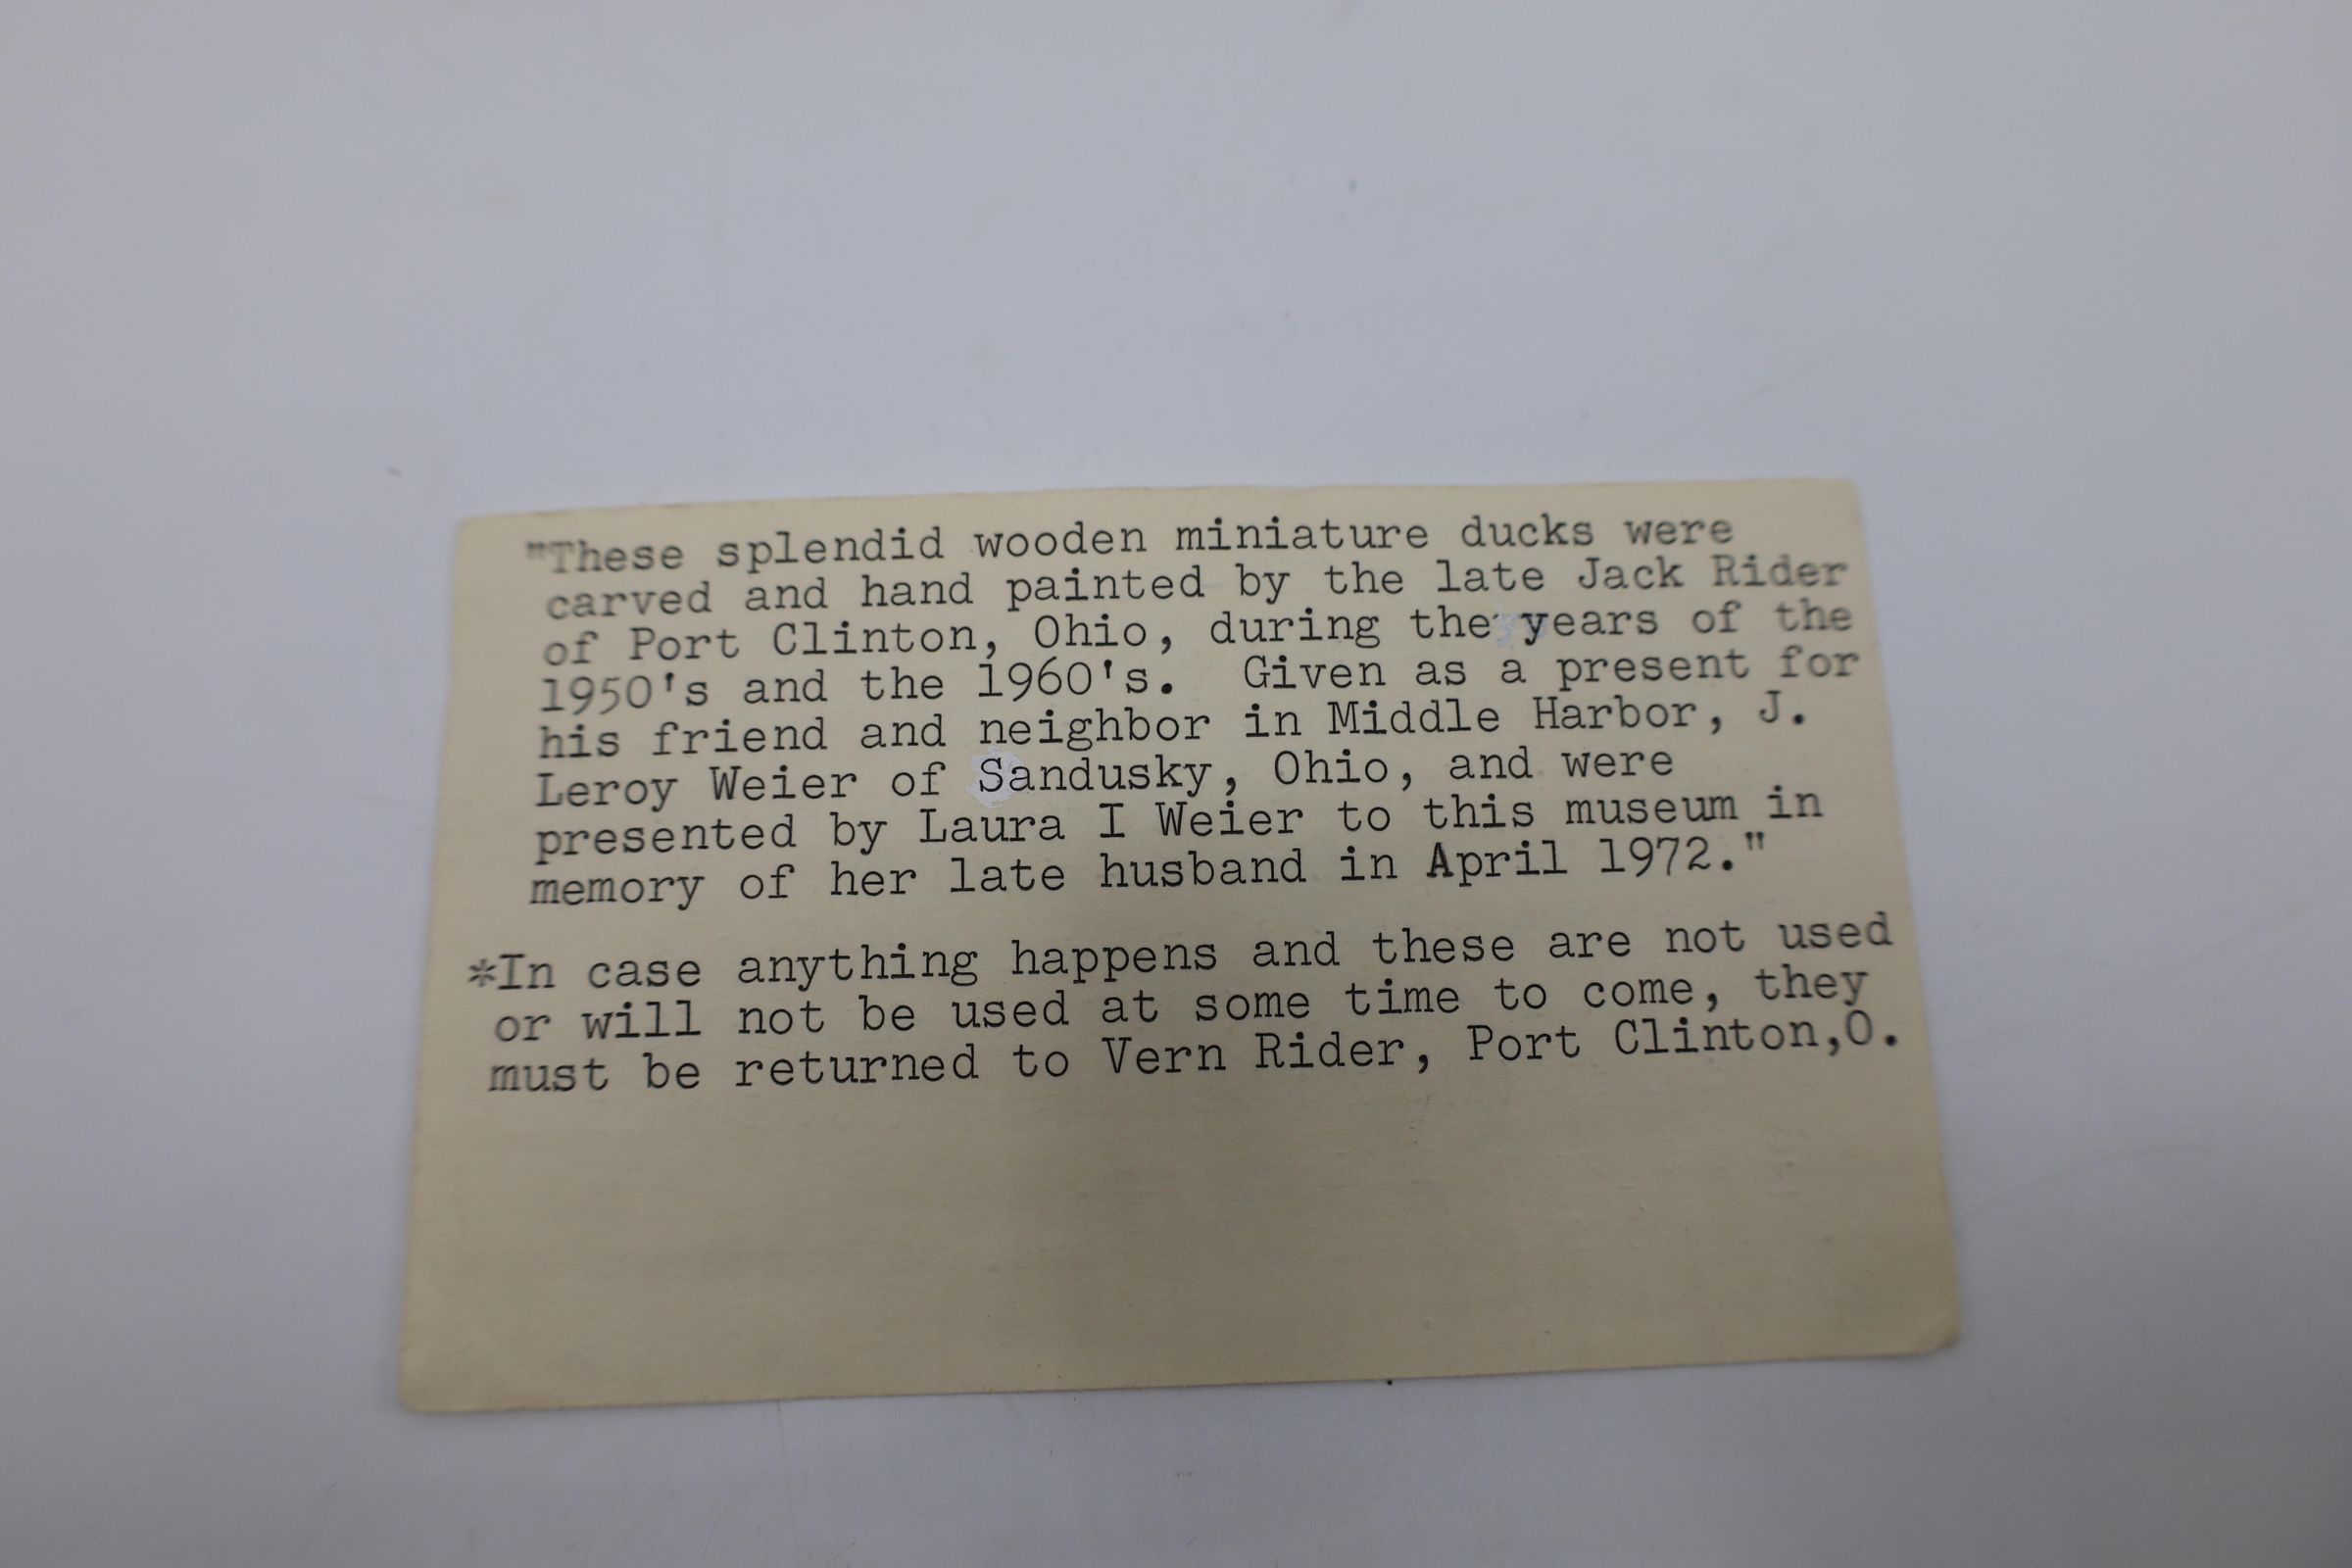 "These splendid wooden miniature ducks were
carved and hand painted by the late Jack Rider
of Port Clinton, Ohio, during the years of the
1950's and the 1960's.  Given as a present for
his friend and neighbor in Middle Harbor, J.
Leroy Weier of Sandusky, Ohio, and were
presented by Laura I Weier to this museum in
memory of her late husband in April 1972."
*In case anything happens and these are not used
or will not be used at some time to come, they
must be returned to Vern Rider, Port Clinton,O.